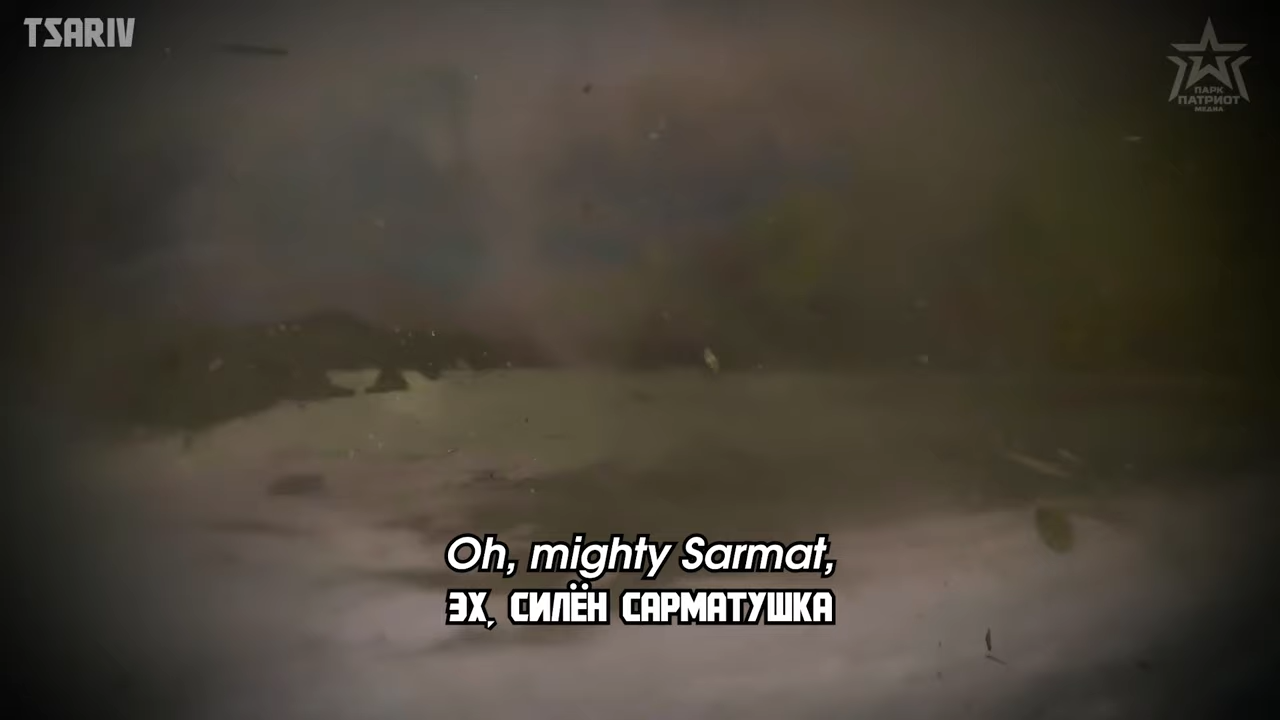 TSARIV
ПАРК
ПАТРИОТ
МЕДИА
Oh, mighty Sarmat,
ЭХ, СИЛЁН САРМАТУШКА